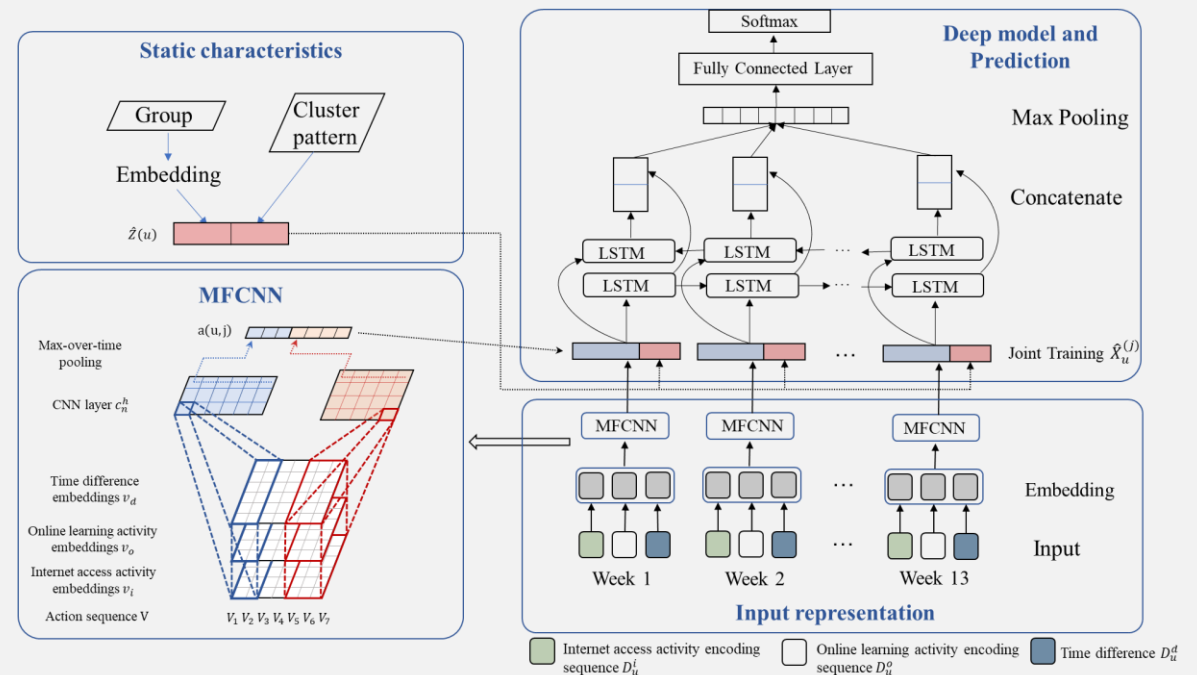 Static characteristics
Group
Cluster
pattern
Embedding
Ẑ(u)
MFCNN
a(u,j)
Max-over-time
pooling
CNN layer c_n^h
Time difference
embeddings v_d
Online learning activity
embeddings v_o
Internet access activity
embeddings v_i
Action sequence V
V_1 V_2 V_3 V_4 V_5 V_6 V_7
Softmax
Deep model and
Prediction
Fully Connected Layer
Max Pooling
Concatenate
LSTM LSTM ... LSTM
LSTM LSTM ... LSTM
... Joint Training X̂_u^(j)
MFCNN MFCNN MFCNN
... Embedding
... Input
Week 1 Week 2 Week 13
Input representation
Internet access activity encoding
sequence D_u^i
Online learning activity encoding
sequence D_u^o
Time difference D_u^d